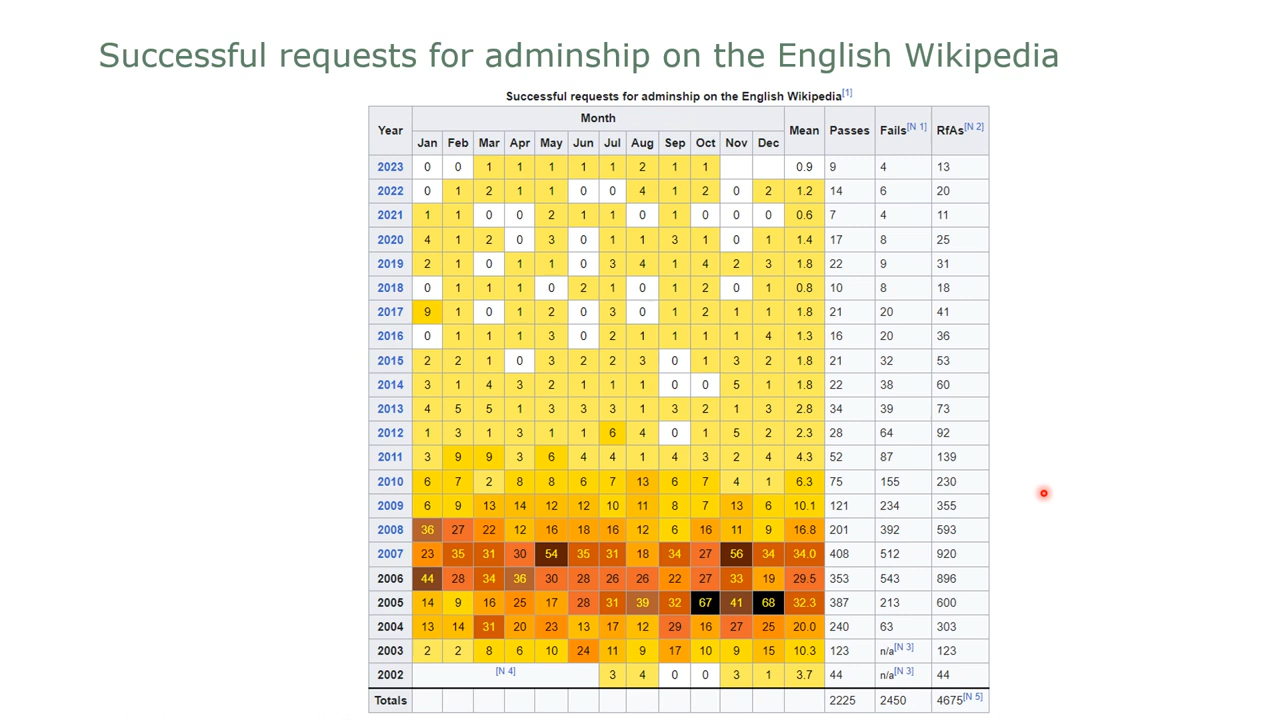 Successful requests for adminship on the English Wikipedia
Successful requests for adminship on the English Wikipedia[1]
Year Month Mean Passes Fails[N 1] RfAs[N 2]
Jan Feb Mar Apr May Jun Jul Aug Sep Oct Nov Dec
2023 0 0 1 1 1 1 1 2 1 1 0.9 9 4 13
2022 0 1 2 1 1 0 0 4 1 2 0 2 1.2 14 6 20
2021 1 1 0 0 2 1 1 0 1 0 0 0 0.6 7 4 11
2020 4 1 2 0 3 0 1 1 3 1 0 1 1.4 17 8 25
2019 2 1 0 1 1 0 3 4 1 4 2 3 1.8 22 9 31
2018 0 1 1 1 0 2 1 0 1 2 0 1 0.8 10 8 18
2017 9 1 0 1 2 0 3 0 1 2 1 1 1.8 21 20 41
2016 0 1 1 1 3 0 2 1 1 1 1 4 1.3 16 20 36
2015 2 2 1 0 3 2 2 3 0 1 3 2 1.8 21 32 53
2014 3 1 4 3 2 1 1 1 0 0 5 1 1.8 22 38 60
2013 4 5 5 1 3 3 3 1 3 2 1 3 2.8 34 39 73
2012 1 3 1 3 1 1 6 4 0 1 5 2 2.3 28 64 92
2011 3 9 9 3 6 4 4 1 4 3 2 4 4.3 52 87 139
2010 6 7 2 8 8 6 7 13 6 7 4 1 6.3 75 155 230
2009 6 9 13 14 12 12 10 11 8 7 13 6 10.1 121 234 355
2008 36 27 22 12 16 18 16 12 6 16 11 9 16.8 201 392 593
2007 23 35 31 30 54 35 31 18 34 27 56 34 34.0 408 512 920
2006 44 28 34 36 30 28 26 26 22 27 33 19 29.5 353 543 896
2005 14 9 16 25 17 28 31 39 32 67 41 68 32.3 387 213 600
2004 13 14 31 20 23 13 17 12 29 16 27 25 20.0 240 63 303
2003 2 2 8 6 10 24 11 9 17 10 9 15 10.3 123 n/a[N 3] 123
2002 [N 4] 3 4 0 0 3 1 3.7 44 n/a[N 3] 44
Totals 2225 2450 4675[N 5]